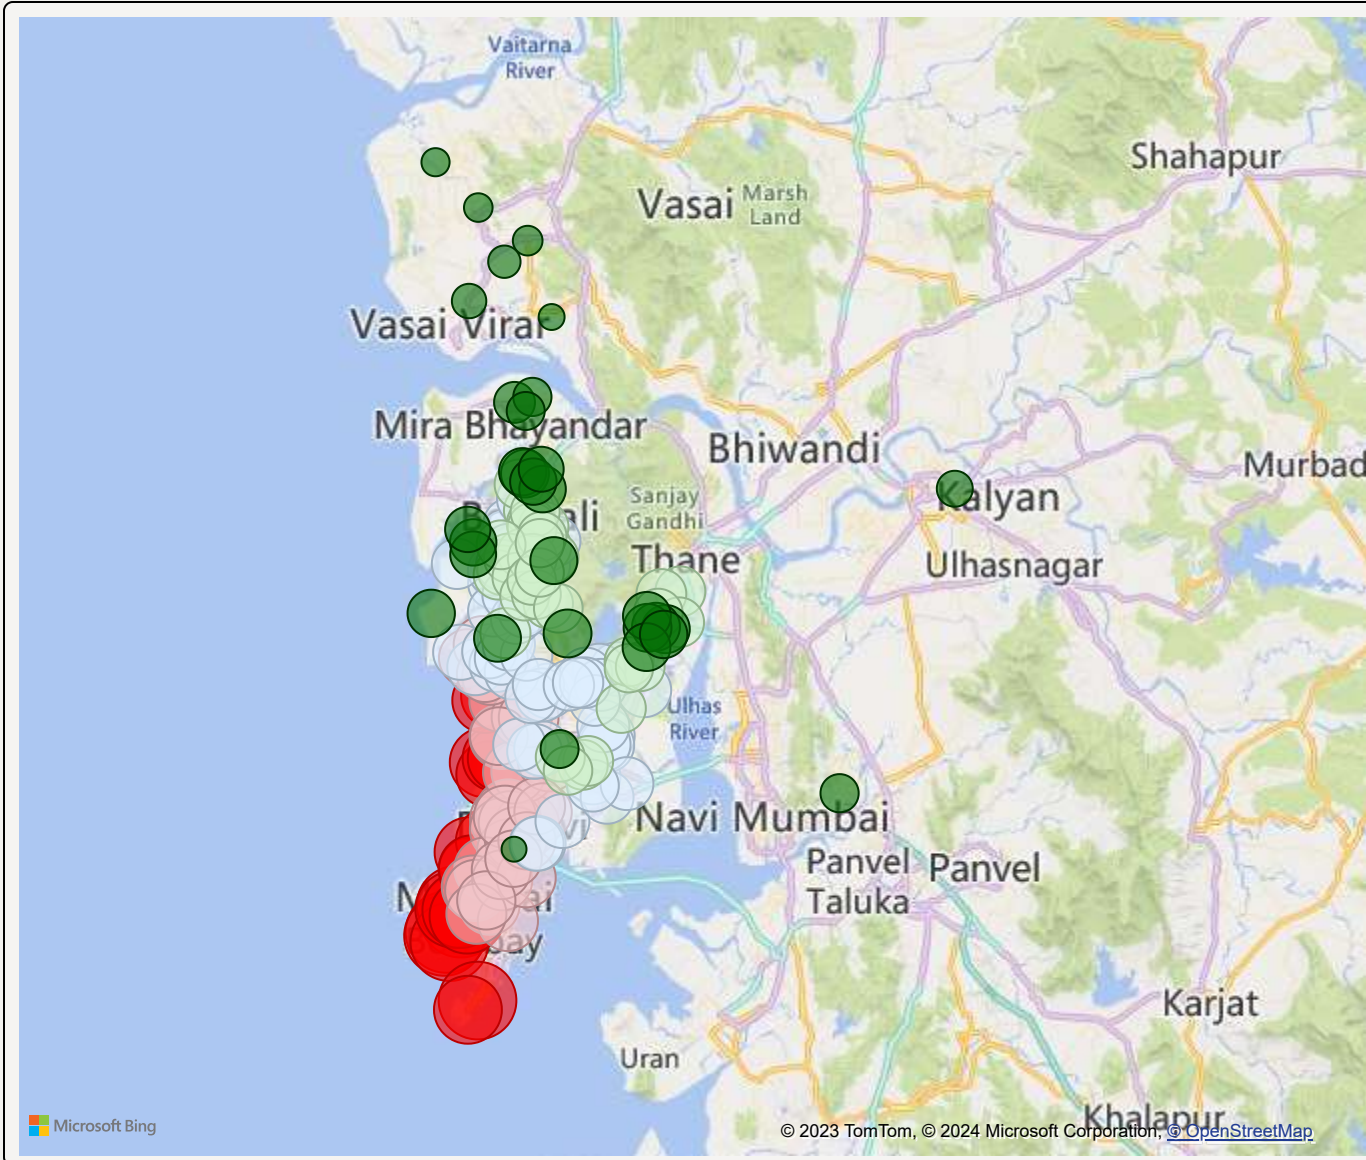 Vaitarna
River
Shahapur
Vasai
Marsh
Land
Vasai Virar
Mira Bhayandar
Bhiwandi
Murbad
Sanjay
Gandhi
Kalyan
Thane
Ulhasnagar
Ulhas
River
Navi Mumbai
Panvel
Taluka
Panvel
Karjat
Uran
Khalapur
Microsoft Bing
© 2023 TomTom, © 2024 Microsoft Corporation, © OpenStreetMap